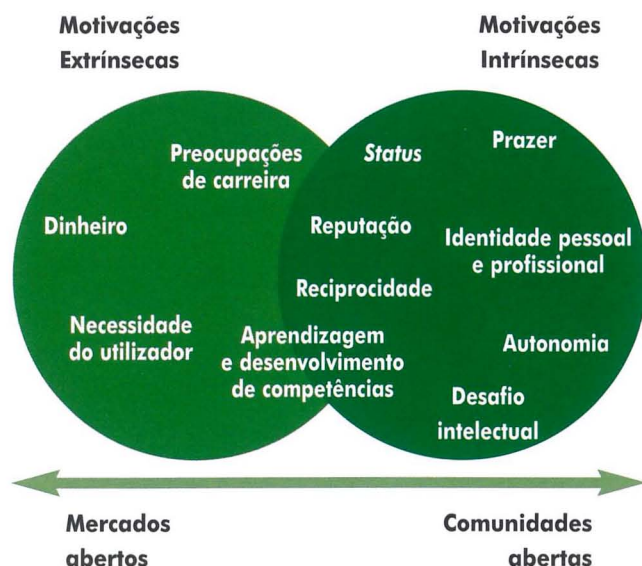 Motivações
Extrínsecas
Motivações
Intrínsecas
Preocupações
de carreira
Status
Prazer
Dinheiro
Reputação
Identidade pessoal
e profissional
Reciprocidade
Necessidade
do utilizador
Aprendizagem
e desenvolvimento
de competências
Autonomia
Desafio
intelectual
Mercados
abertos
Comunidades
abertas